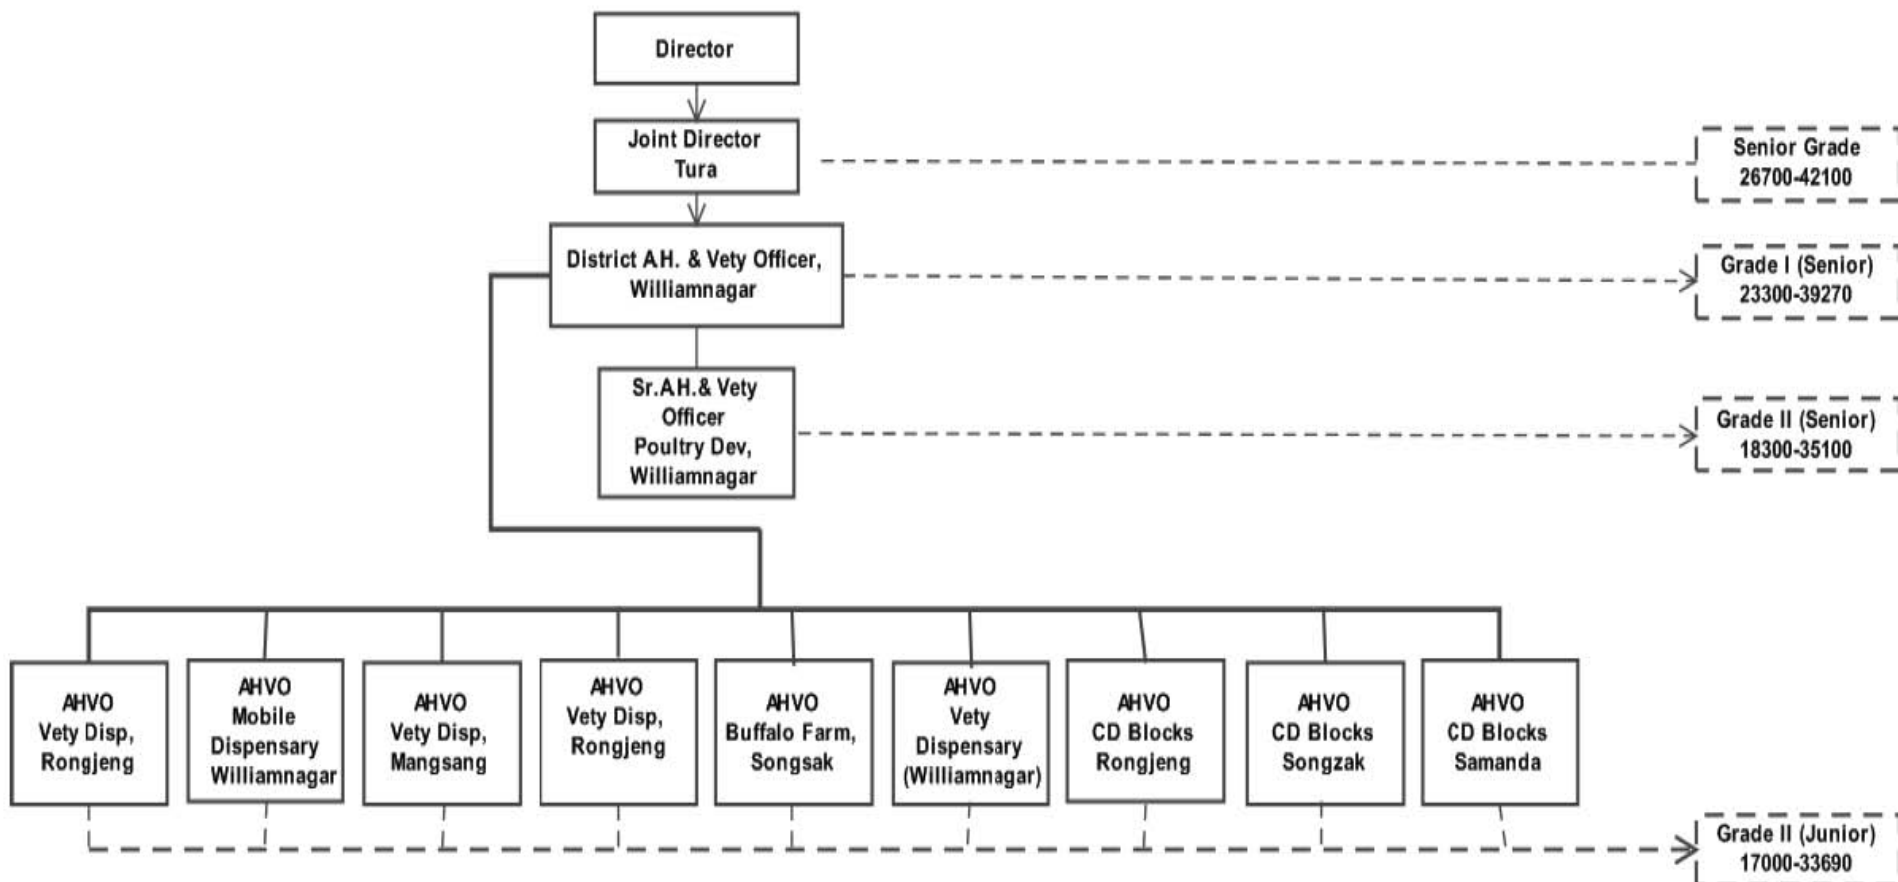 Director
Joint Director
Tura
Senior Grade
26700-42100
District A.H. & Vety Officer,
Williamnagar
Grade I (Senior)
23300-39270
Sr.A.H.& Vety
Officer
Poultry Dev,
Williamnagar
Grade II (Senior)
18300-35100
AHVO
Vety Disp,
Rongjeng
AHVO
Mobile
Dispensary
Williamnagar
AHVO
Vety Disp,
Mangsang
AHVO
Vety Disp,
Rongjeng
AHVO
Buffalo Farm,
Songsak
AHVO
Vety
Dispensary
(Williamnagar)
AHVO
CD Blocks
Rongjeng
AHVO
CD Blocks
Songzak
AHVO
CD Blocks
Samanda
Grade II (Junior)
17000-33690